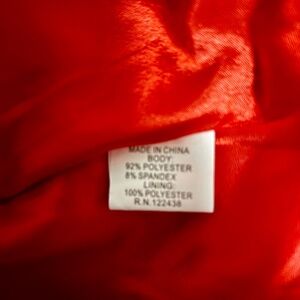 MADE IN CHINA
BODY:
92% POLYESTER
8% SPANDEX
LINING:
100% POLYESTER
R.N.122438